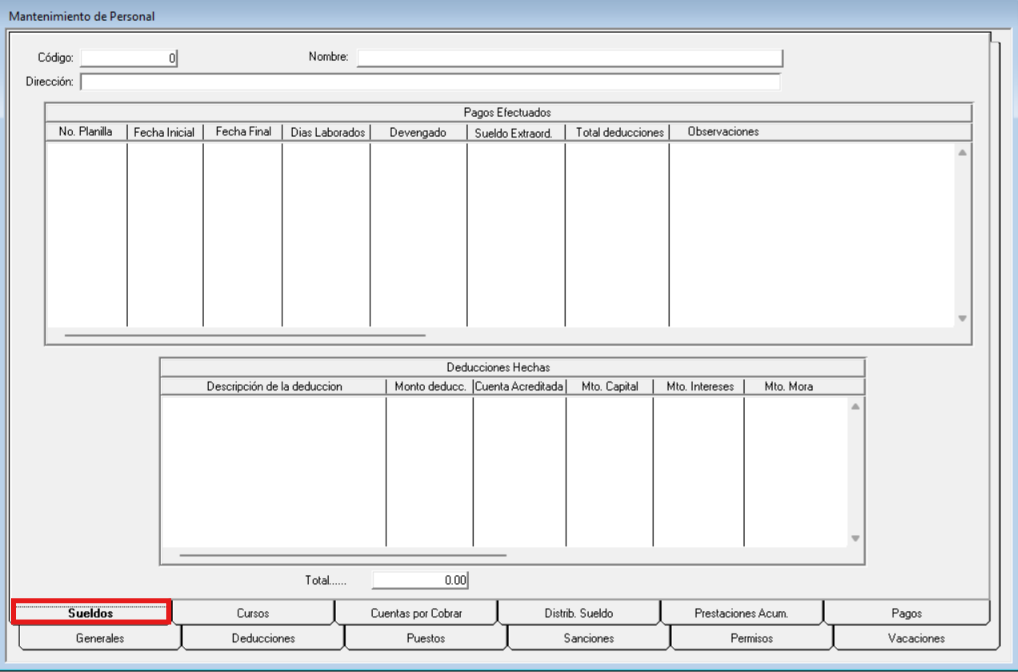 Mantenimiento de Personal
Código: 0 Nombre:
Dirección:
Pagos Efectuados
No. Planilla Fecha Inicial Fecha Final Dias Laborados Devengado Sueldo Extraord. Total deducciones Observaciones
Deducciones Hechas
Descripción de la deduccion Monto deducc. Cuenta Acreditada Mto. Capital Mto. Intereses Mto. Mora
Total...... 0.00
Sueldos Cursos Cuentas por Cobrar Distrib. Sueldo Prestaciones Acum. Pagos
Generales Deducciones Puestos Sanciones Permisos Vacaciones